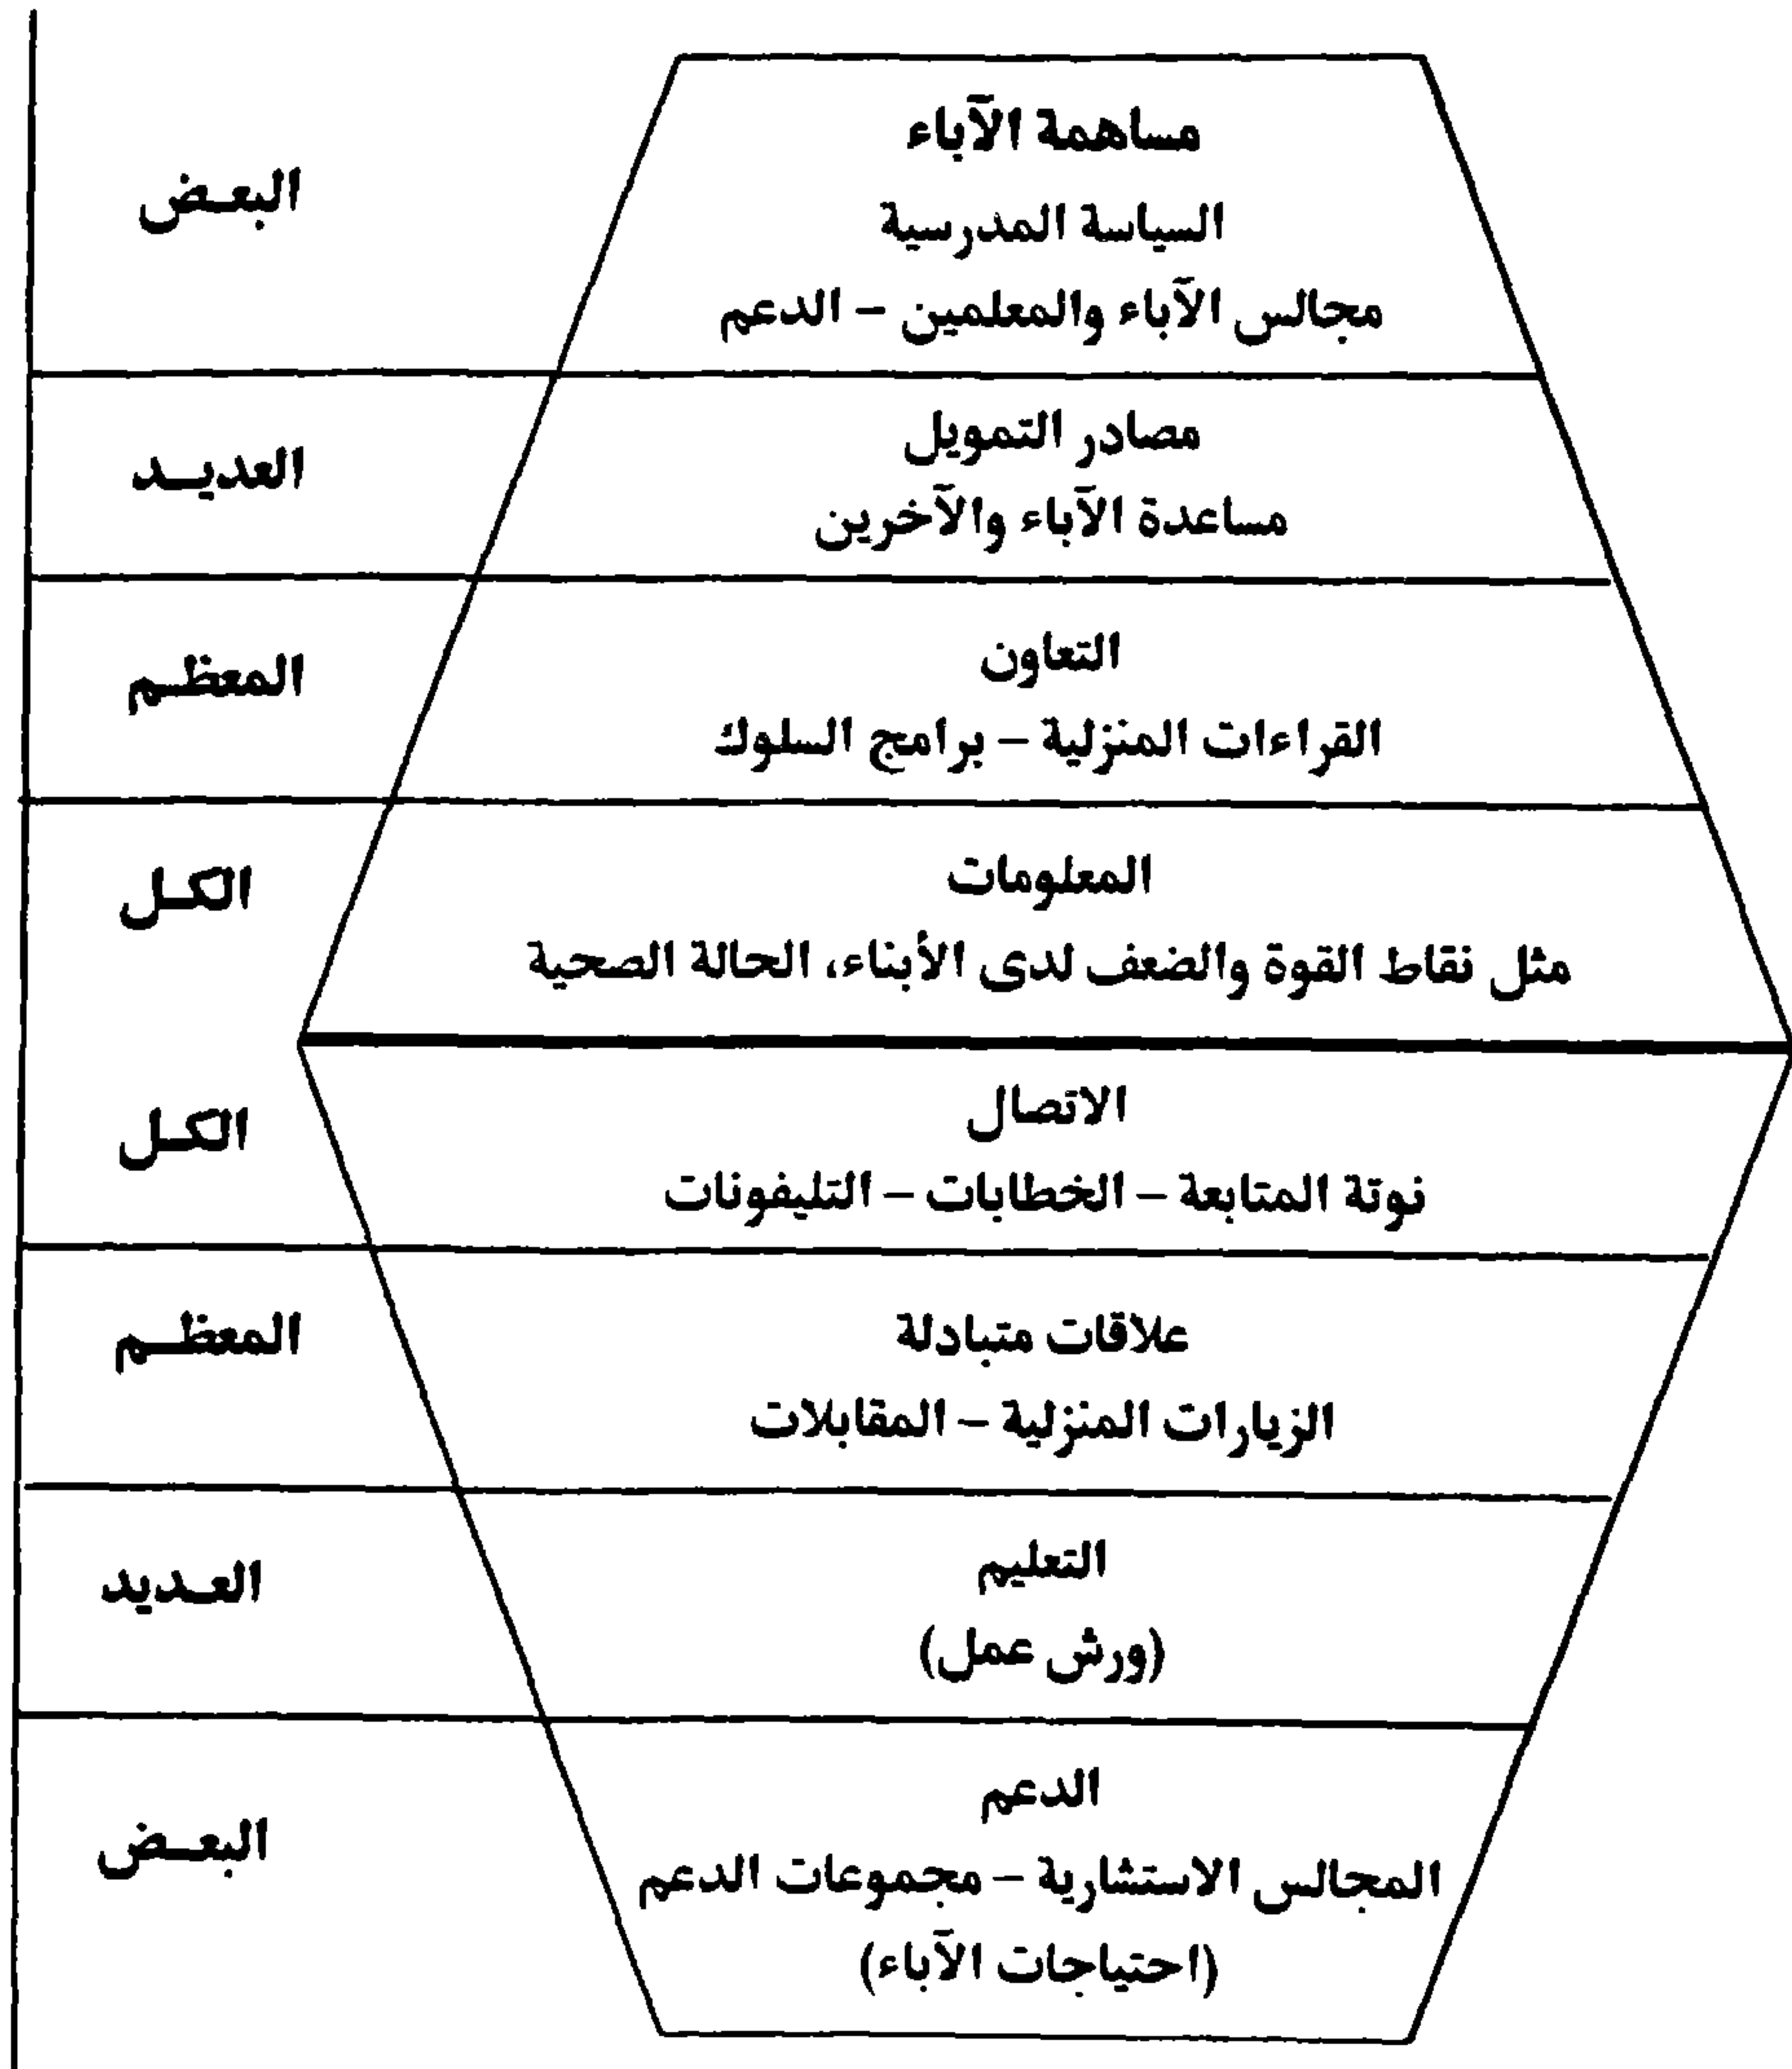 مساهمة الآباء
البعض
السياسة المدرسية
مجالس الآباء والمعلمين – الدعم
مصادر التمويل
العديد
مساعدة الآباء والآخرين
التعاون
المعظم
القراءات المنزلية – برامج السلوك
المعلومات
الكل
مثل نقاط القوة والضعف لدى الأبناء، الحالة الصحية
الاتصال
الكل
نوتة المتابعة – الخطابات – التليفونات
علاقات متبادلة
المعظم
الزيارات المنزلية – المقابلات
التعليم
العديد
(ورش عمل)
الدعم
البعض
المجالس الاستشارية – مجموعات الدعم
(احتياجات الآباء)